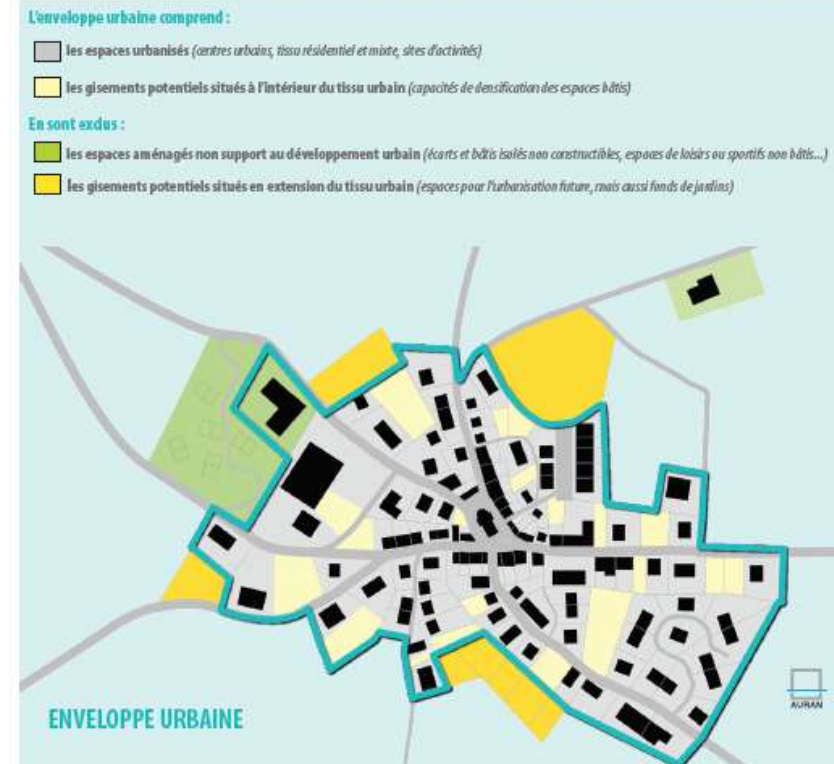 L'enveloppe urbaine comprend :
les espaces urbanisés (centres urbains, tissu résidentiel et mixte, sites d'activités)
les gisements potentiels situés à l'intérieur du tissu urbain (capacités de densification des espaces bâtis)
En sont exclus :
les espaces aménagés non support au développement urbain (écarts et bâtis isolés non constructibles, espaces de loisirs ou sportifs non bâtis...)
les gisements potentiels situés en extension du tissu urbain (espaces pour l'urbanisation future, mais aussi fonds de jardins)
ENVELOPPE URBAINE
AURAN